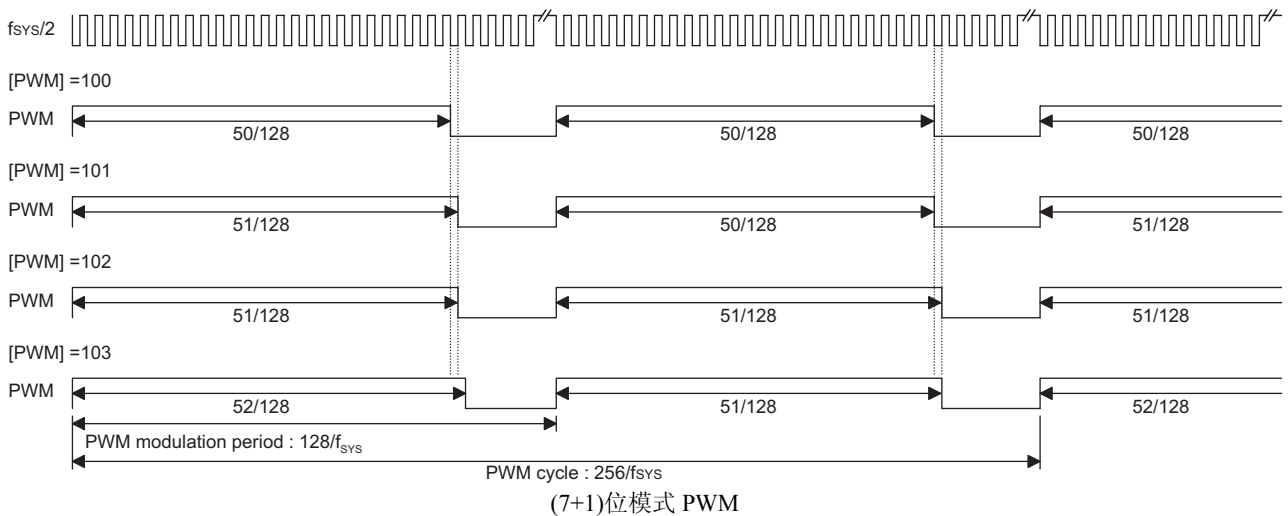 fSYS/2
[PWM] =100
PWM
50/128 50/128 50/128
[PWM] =101
PWM
51/128 50/128 51/128
[PWM] =102
PWM
51/128 51/128 51/128
[PWM] =103
PWM
52/128 51/128 52/128
PWM modulation period : 128/fSYS
PWM cycle : 256/fSYS
(7+1)位模式 PWM